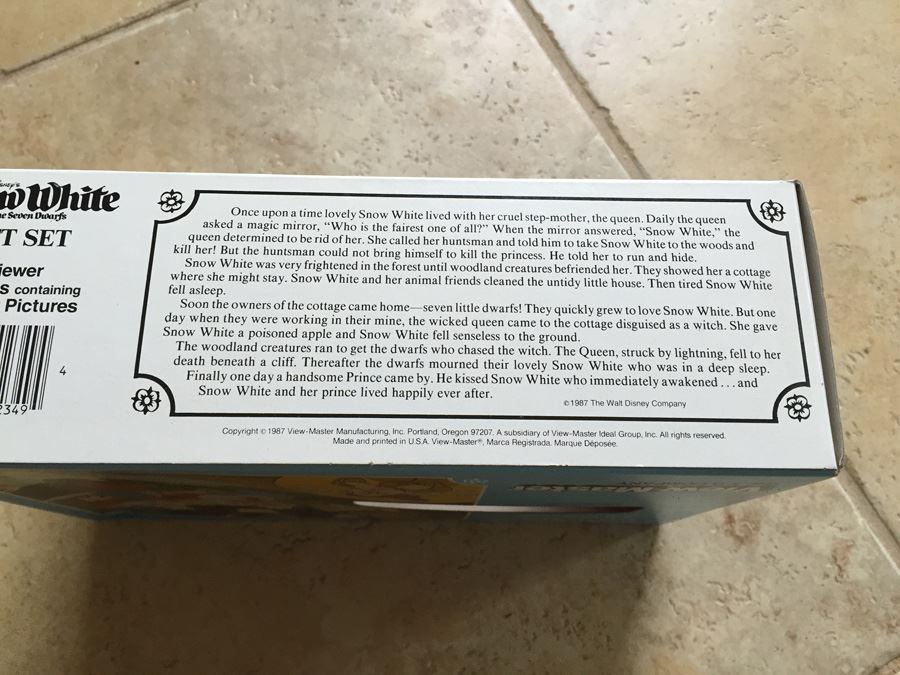 White
Seven Dwarfs
SET
S containing
Pictures
4
2349
Once upon a time lovely Snow White lived with her cruel step-mother, the queen. Daily the queen
asked a magic mirror, “Who is the fairest one of all?” When the mirror answered, “Snow White,” the
queen determined to be rid of her. She called her huntsman and told him to take Snow White to the woods and
kill her! But the huntsman could not bring himself to kill the princess. He told her to run and hide.
Snow White was very frightened in the forest until woodland creatures befriended her. They showed her a cottage
where she might stay. Snow White and her animal friends cleaned the untidy little house. Then tired Snow White
fell asleep.
Soon the owners of the cottage came home—seven little dwarfs! They quickly grew to love Snow White. But one
day when they were working in their mine, the wicked queen came to the cottage disguised as a witch. She gave
Snow White a poisoned apple and Snow White fell senseless to the ground.
The woodland creatures ran to get the dwarfs who chased the witch. The Queen, struck by lightning, fell to her
death beneath a cliff. Thereafter the dwarfs mourned their lovely Snow White who was in a deep sleep.
Finally one day a handsome Prince came by. He kissed Snow White who immediately awakened . . . and
Snow White and her prince lived happily ever after.
©1987 The Walt Disney Company
Copyright © 1987 View-Master Manufacturing, Inc. Portland, Oregon 97207. A subsidiary of View-Master Ideal Group, Inc. All rights reserved.
Made and printed in U.S.A. View-Master®, Marca Registrada. Marque Déposée.